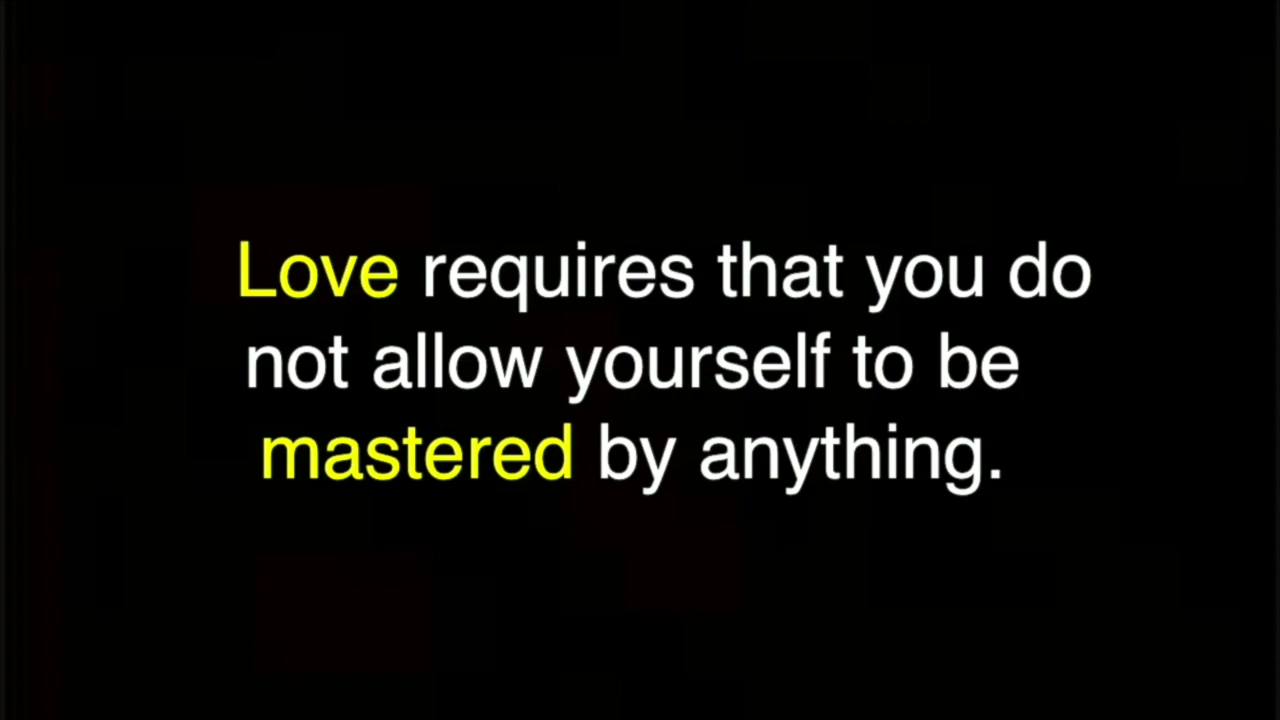 Love requires that you do
not allow yourself to be
mastered by anything.